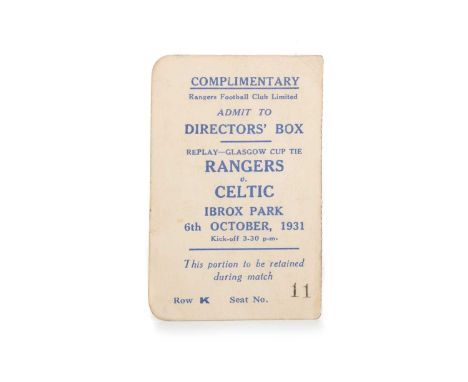 COMPLIMENTARY
Rangers Football Club Limited
ADMIT TO
DIRECTORS' BOX
REPLAY—GLASGOW CUP TIE
RANGERS
v.
CELTIC
IBROX PARK
6th OCTOBER, 1931
Kick-off 3-30 p.m.
This portion to be retained
during match
Row K Seat No. 11